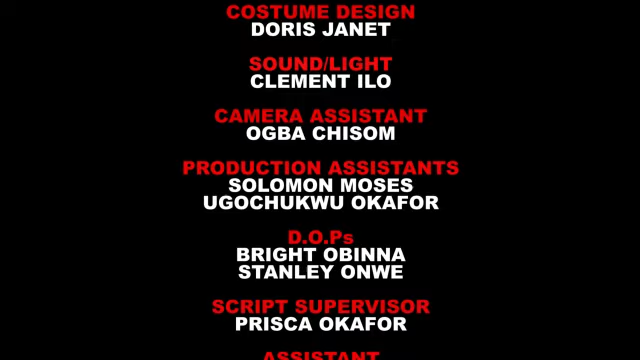 COSTUME DESIGN
DORIS JANET
SOUND/LIGHT
CLEMENT ILO
CAMERA ASSISTANT
OGBA CHISOM
PRODUCTION ASSISTANTS
SOLOMON MOSES
UGOCHUKWU OKAFOR
D.O.Ps
BRIGHT OBINNA
STANLEY ONWE
SCRIPT SUPERVISOR
PRISCA OKAFOR
ASSISTANT